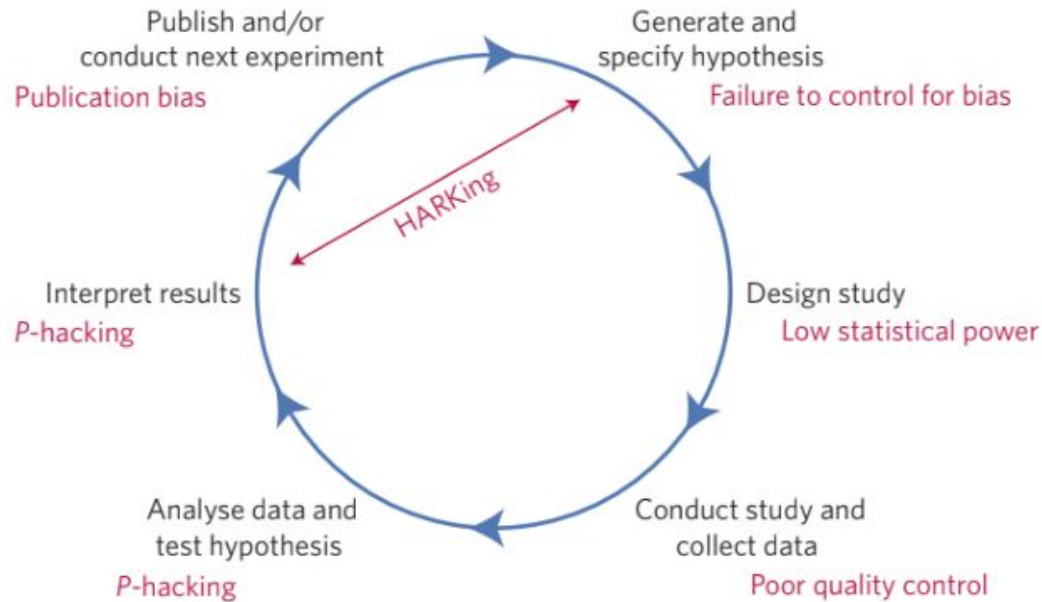 Publish and/or
conduct next experiment
Publication bias
Generate and
specify hypothesis
Failure to control for bias
HARKing
Interpret results
P-hacking
Design study
Low statistical power
Analyse data and
test hypothesis
P-hacking
Conduct study and
collect data
Poor quality control